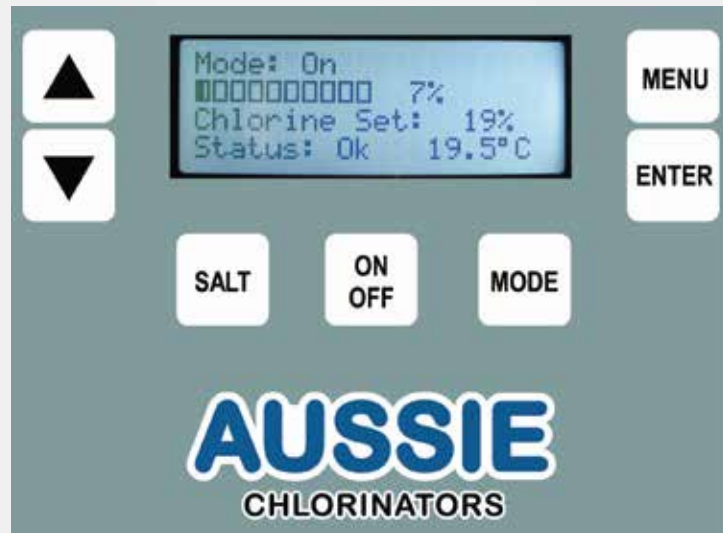 Mode: On
7%
Chlorine Set: 19%
Status: Ok 19.5°C
MENU
ENTER
SALT
ON
OFF
MODE
AUSSIE
CHLORINATORS